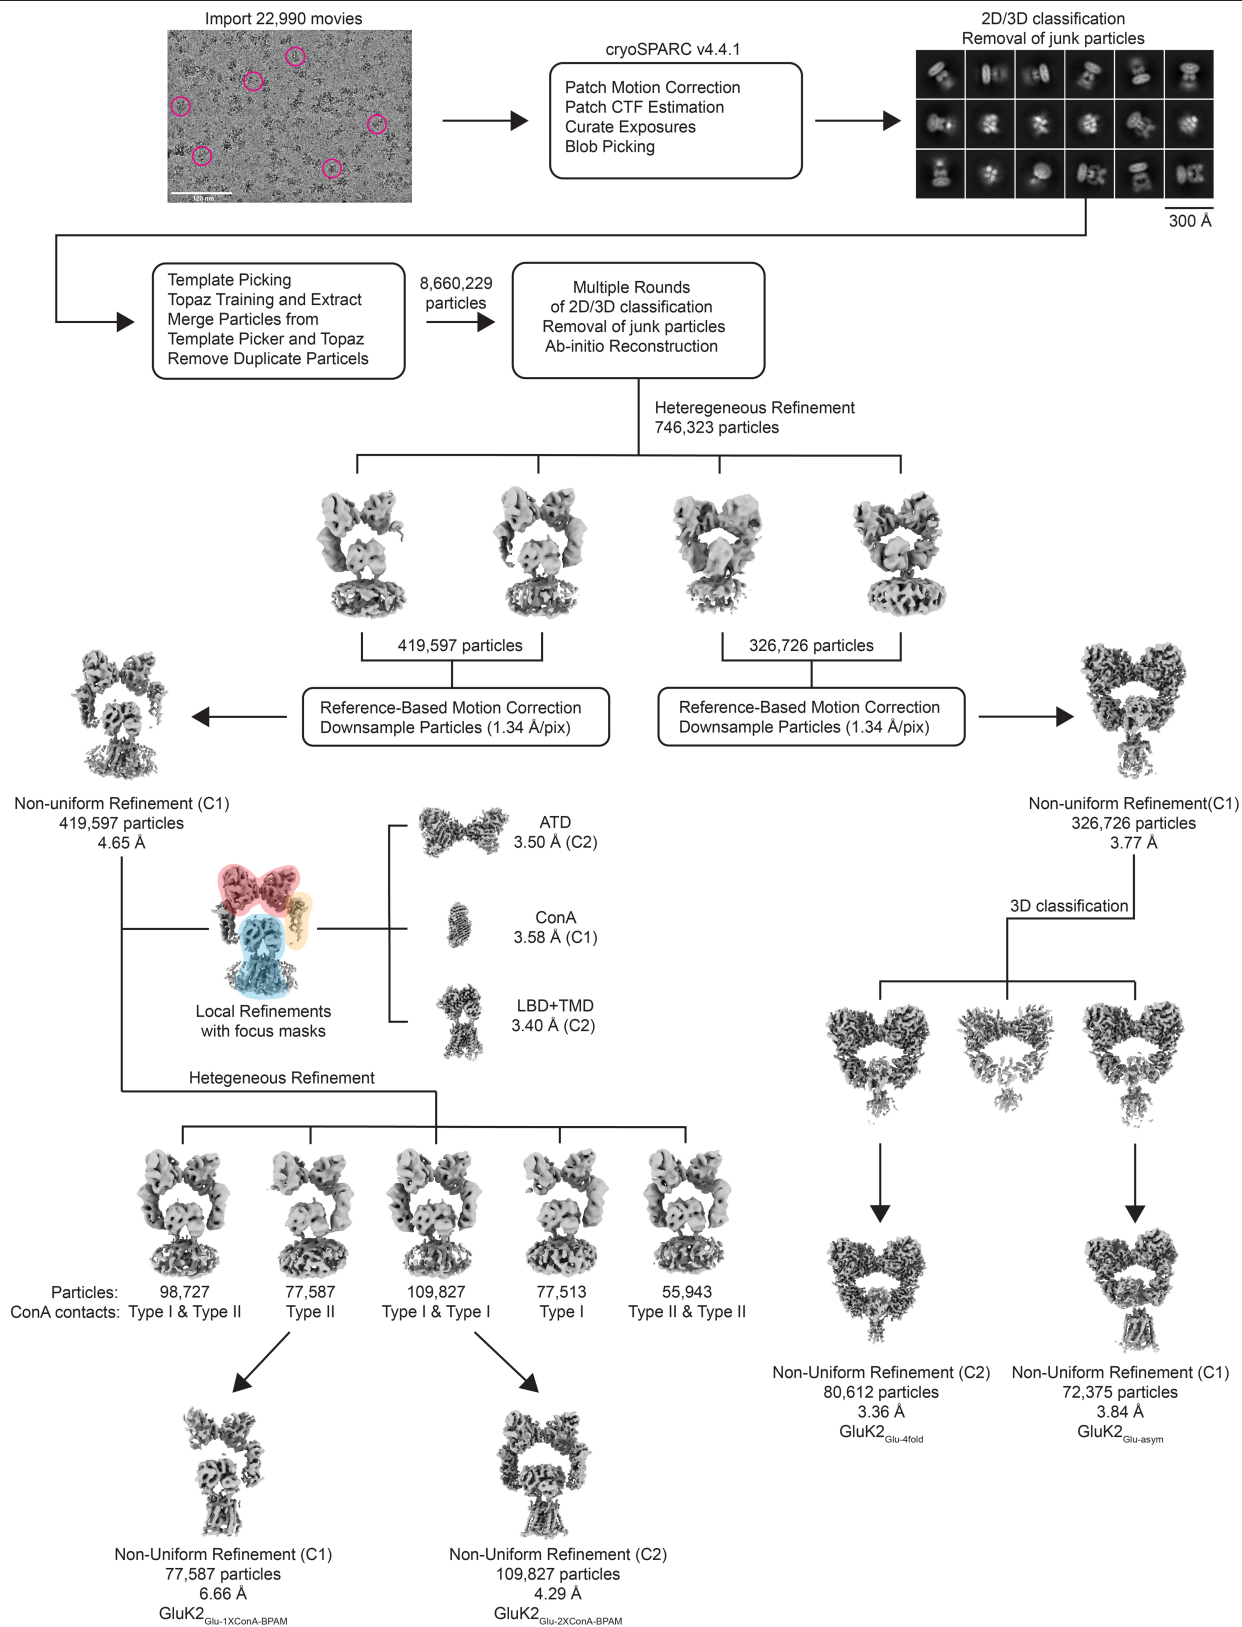 Import 22,990 movies
120 nm
cryoSPARC v4.4.1
Patch Motion Correction
Patch CTF Estimation
Curate Exposures
Blob Picking
2D/3D classification
Removal of junk particles
300 Å
Template Picking
Topaz Training and Extract
Merge Particles from
Template Picker and Topaz
Remove Duplicate Particels
8,660,229
particles
Multiple Rounds
of 2D/3D classification
Removal of junk particles
Ab-initio Reconstruction
Heteregeneous Refinement
746,323 particles
419,597 particles
326,726 particles
Reference-Based Motion Correction
Downsample Particles (1.34 Å/pix)
Reference-Based Motion Correction
Downsample Particles (1.34 Å/pix)
Non-uniform Refinement (C1)
419,597 particles
4.65 Å
Non-uniform Refinement(C1)
326,726 particles
3.77 Å
ATD
3.50 Å (C2)
ConA
3.58 Å (C1)
LBD+TMD
3.40 Å (C2)
Local Refinements
with focus masks
3D classification
Hetegeneous Refinement
Particles: 98,727 77,587 109,827 77,513 55,943
ConA contacts: Type I & Type II Type II Type I & Type I Type I Type II & Type II
Non-Uniform Refinement (C2)
80,612 particles
3.36 Å
GluK2Glu-4fold
Non-Uniform Refinement (C1)
72,375 particles
3.84 Å
GluK2Glu-asym
Non-Uniform Refinement (C1)
77,587 particles
6.66 Å
GluK2Glu-1XConA-BPAM
Non-Uniform Refinement (C2)
109,827 particles
4.29 Å
GluK2Glu-2XConA-BPAM